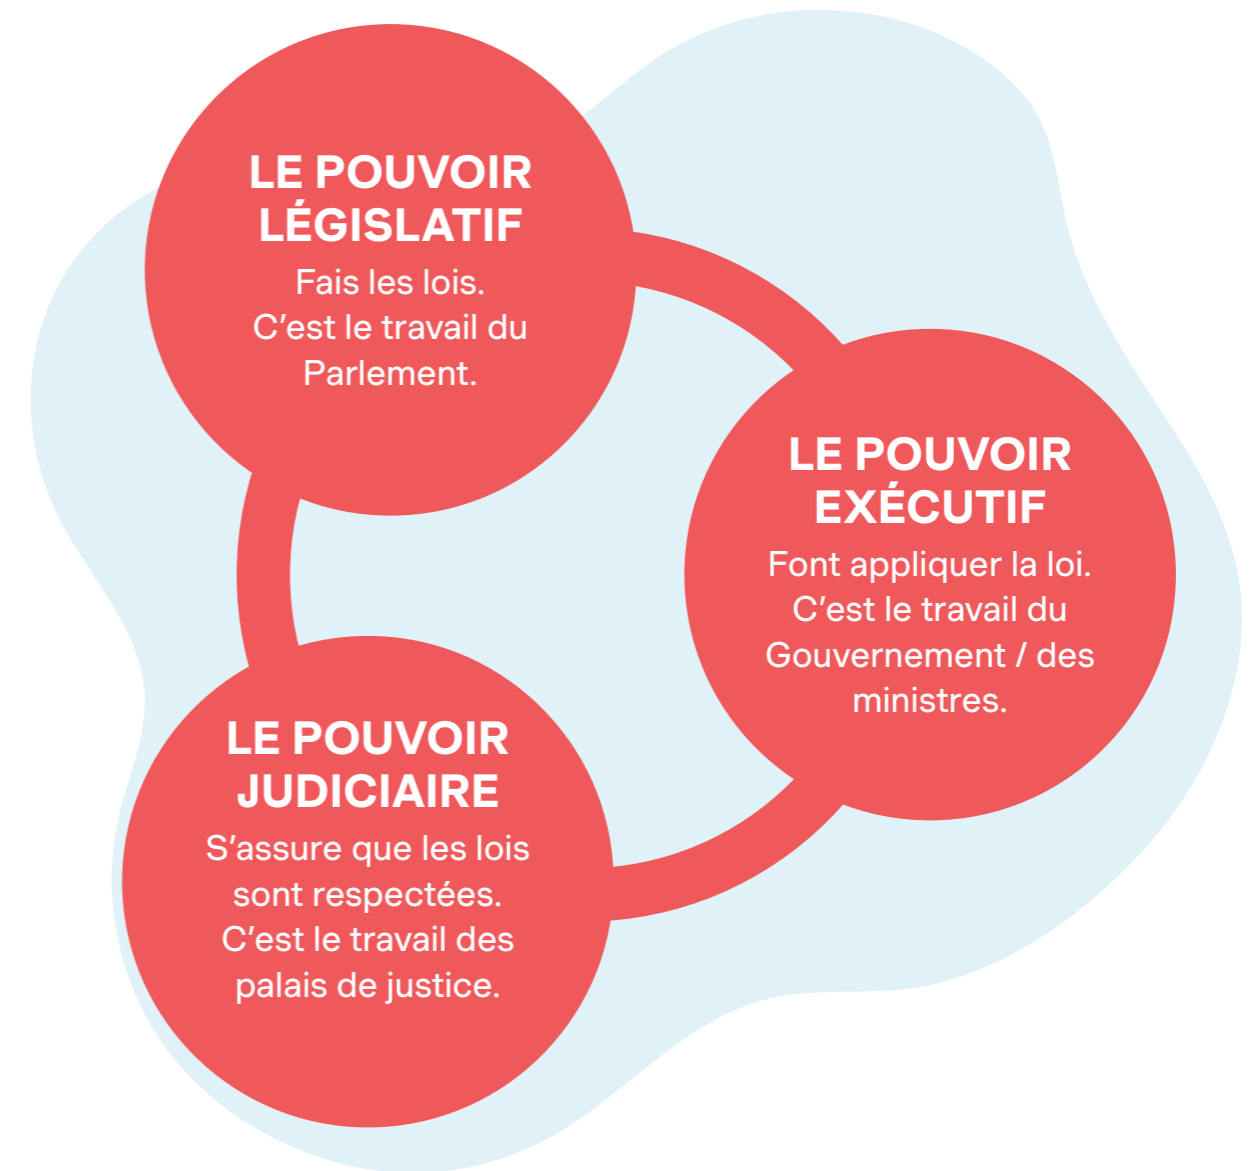 LE POUVOIR
LÉGISLATIF
Fais les lois.
C'est le travail du
Parlement.
LE POUVOIR
EXÉCUTIF
Font appliquer la loi.
C'est le travail du
Gouvernement / des
ministres.
LE POUVOIR
JUDICIAIRE
S'assure que les lois
sont respectées.
C'est le travail des
palais de justice.